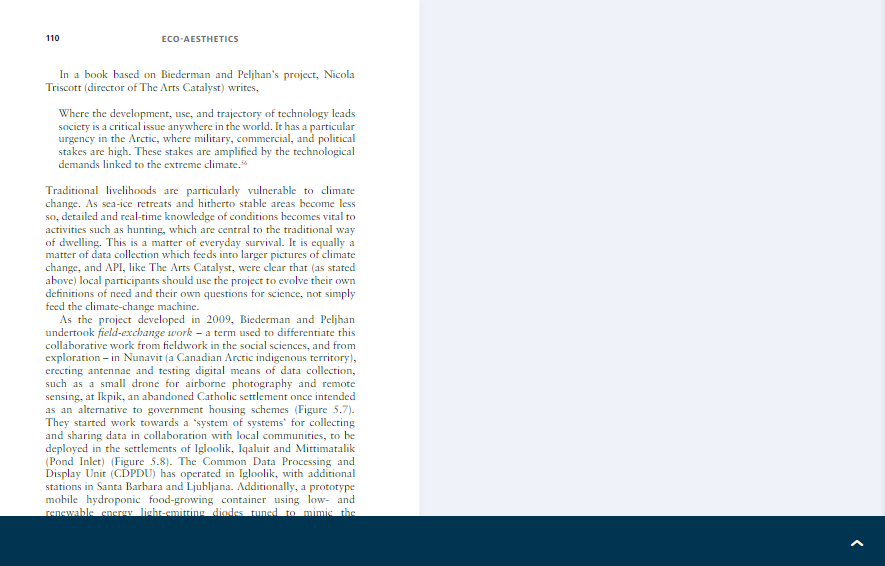 110
ECO-AESTHETICS
In a book based on Biederman and Peljhan's project, Nicola
Triscott (director of The Arts Catalyst) writes,
Where the development, use, and trajectory of technology leads
society is a critical issue anywhere in the world. It has a particular
urgency in the Arctic, where military, commercial, and political
stakes are high. These stakes are amplified by the technological
demands linked to the extreme climate.56
Traditional livelihoods are particularly vulnerable to climate
change. As sea-ice retreats and hitherto stable areas become less
so, detailed and real-time knowledge of conditions becomes vital to
activities such as hunting, which are central to the traditional way
of dwelling. This is a matter of everyday survival. It is equally a
matter of data collection which feeds into larger pictures of climate
change, and API, like The Arts Catalyst, were clear that (as stated
above) local participants should use the project to evolve their own
definitions of need and their own questions for science, not simply
feed the climate-change machine.
As the project developed in 2009, Biederman and Peljhan
undertook field-exchange work – a term used to differentiate this
collaborative work from fieldwork in the social sciences, and from
exploration – in Nunavit (a Canadian Arctic indigenous territory),
erecting antennae and testing digital means of data collection,
such as a small drone for airborne photography and remote
sensing, at Ikpik, an abandoned Catholic settlement once intended
as an alternative to government housing schemes (Figure 5.7).
They started work towards a 'system of systems' for collecting
and sharing data in collaboration with local communities, to be
deployed in the settlements of Igloolik, Iqaluit and Mittimatalik
(Pond Inlet) (Figure 5.8). The Common Data Processing and
Display Unit (CDPDU) has operated in Igloolik, with additional
stations in Santa Barbara and Ljubljana. Additionally, a prototype
mobile hydroponic food-growing container using low- and
renewable energy light-emitting diodes tuned to mimic the